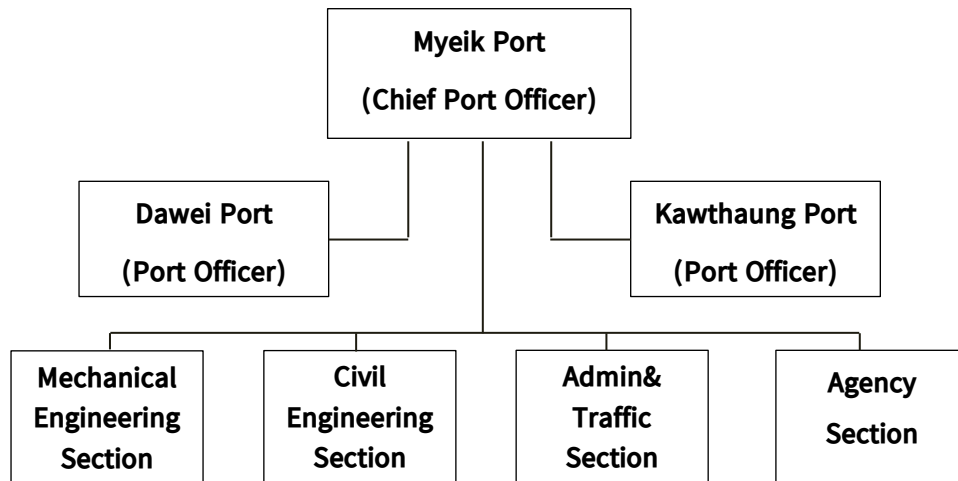 Myeik Port
(Chief Port Officer)
Dawei Port
(Port Officer)
Kawthaung Port
(Port Officer)
Mechanical
Engineering
Section
Civil
Engineering
Section
Admin&
Traffic
Section
Agency
Section